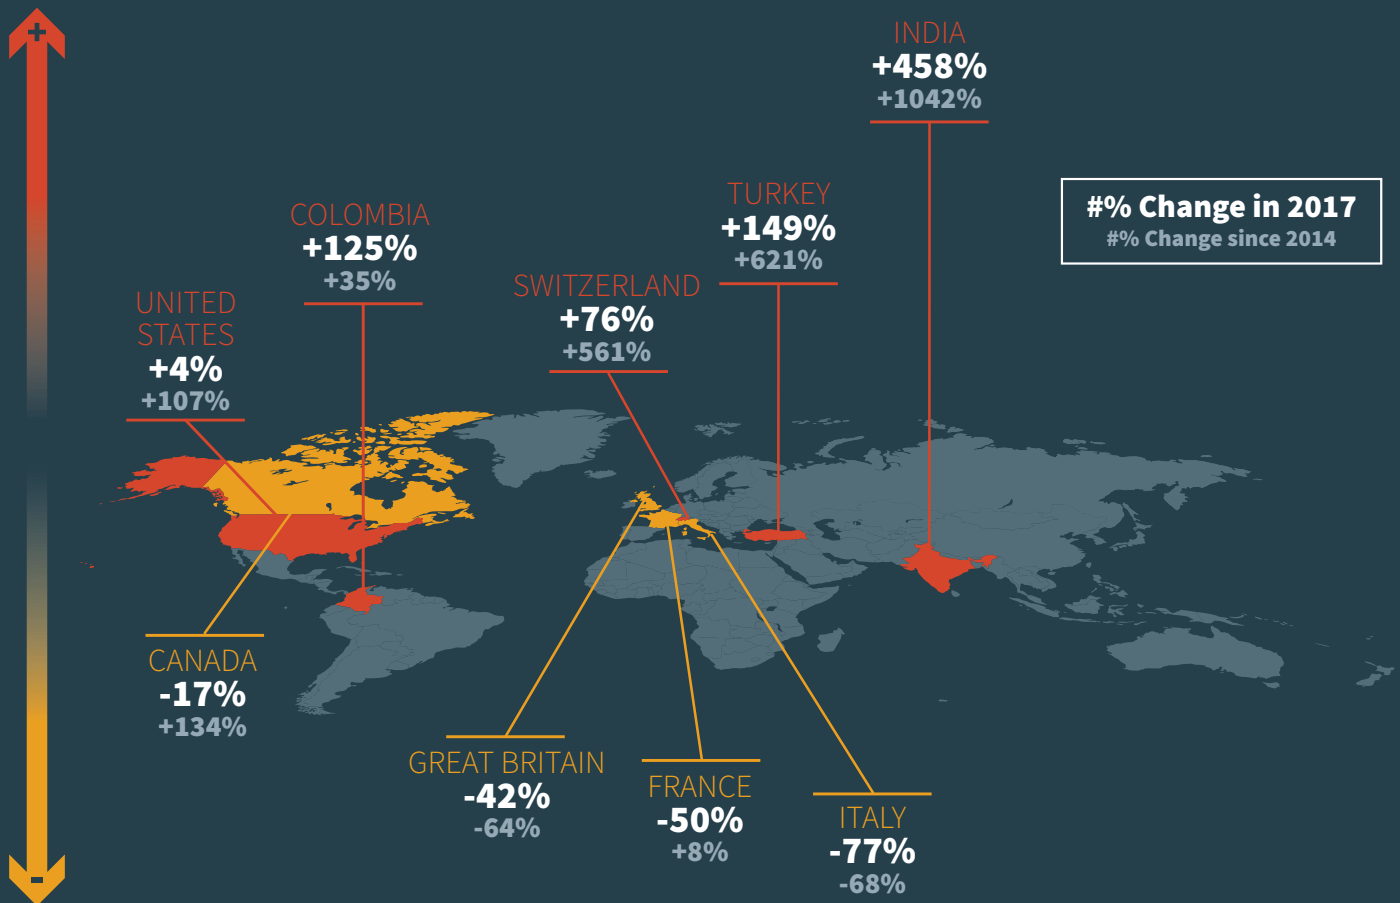 +
INDIA
+458%
+1042%
#% Change in 2017
#% Change since 2014
TURKEY
+149%
+621%
COLOMBIA
+125%
+35%
SWITZERLAND
+76%
+561%
UNITED
STATES
+4%
+107%
CANADA
-17%
+134%
GREAT BRITAIN
-42%
-64%
FRANCE
-50%
+8%
ITALY
-77%
-68%
-